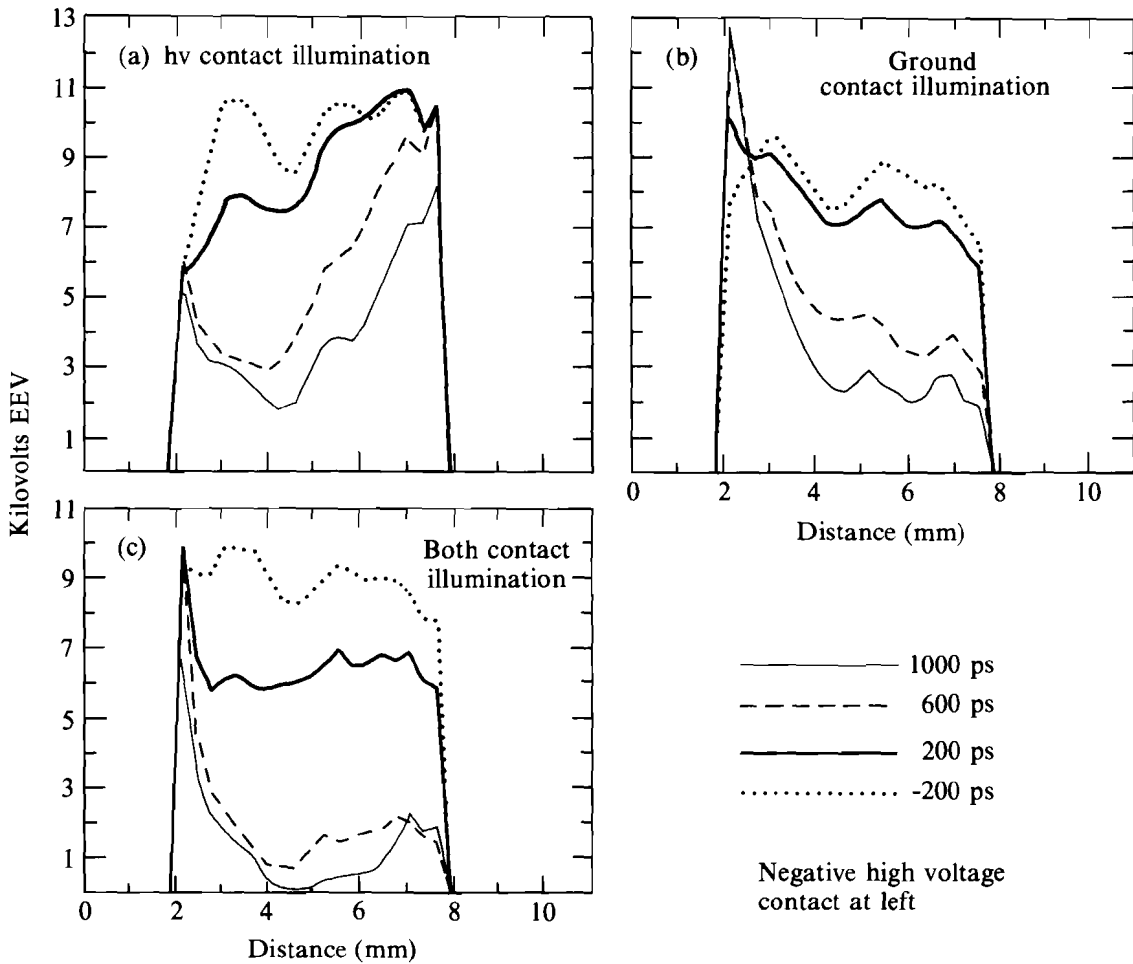 13
11
9
7
5
3
1
(a) hv contact illumination
(b) Ground
contact illumination
0
2
4
6
8
10
Distance (mm)
Kilovolts EEV
11
9
7
5
3
1
(c) Both contact
illumination
0
2
4
6
8
10
Distance (mm)
1000 ps
600 ps
200 ps
-200 ps
Negative high voltage
contact at left